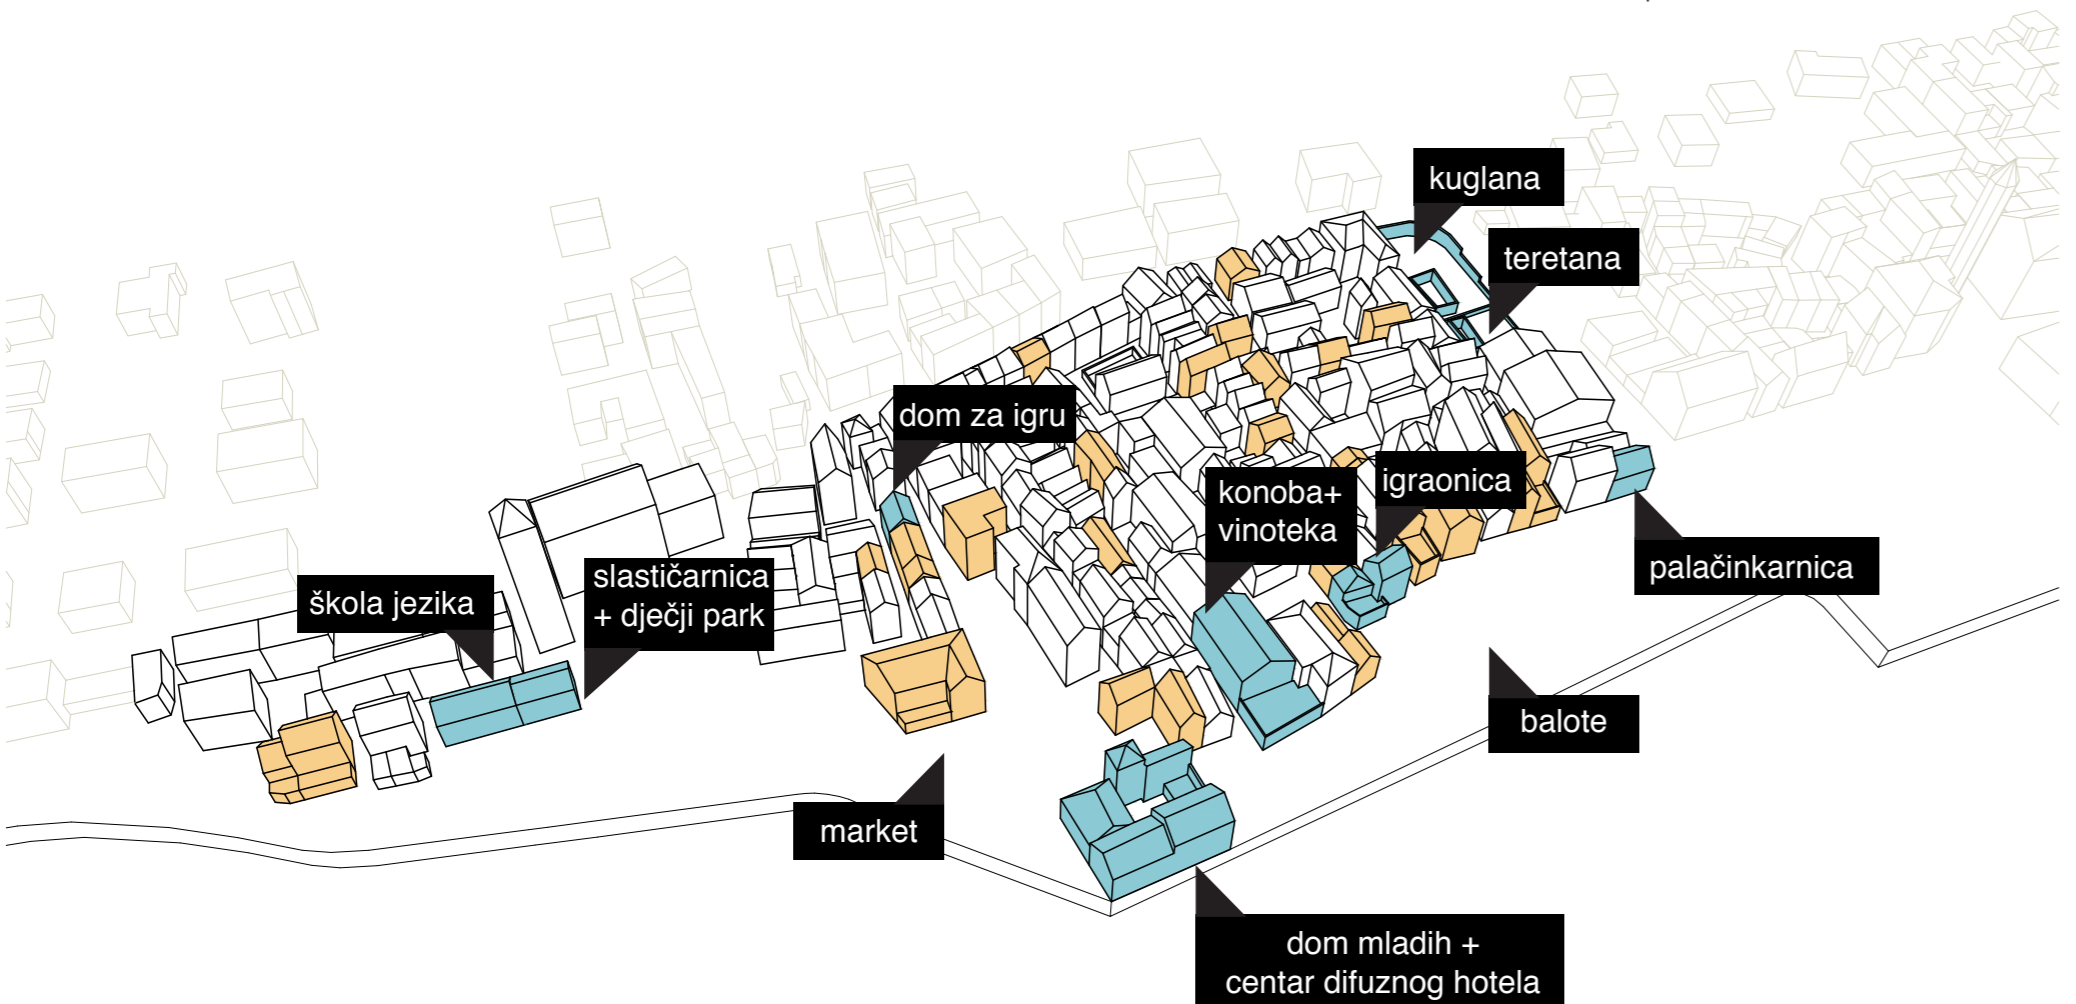 kuglana
teretana
dom za igru
konoba+
vinoteka
igraonica
palačinkarnica
škola jezika
slastičarnica
+ dječji park
balote
market
dom mladih +
centar difuznog hotela